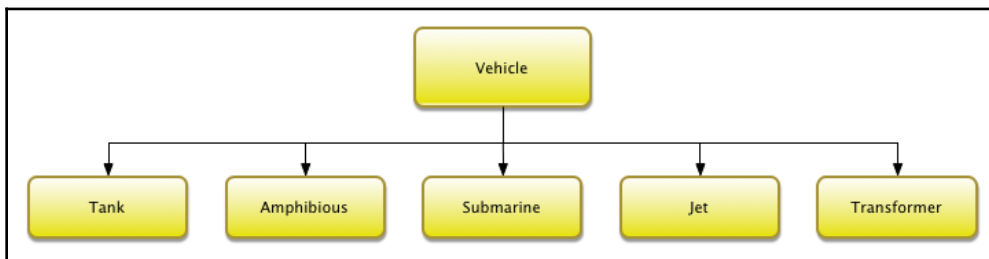 Vehicle
Tank
Amphibious
Submarine
Jet
Transformer